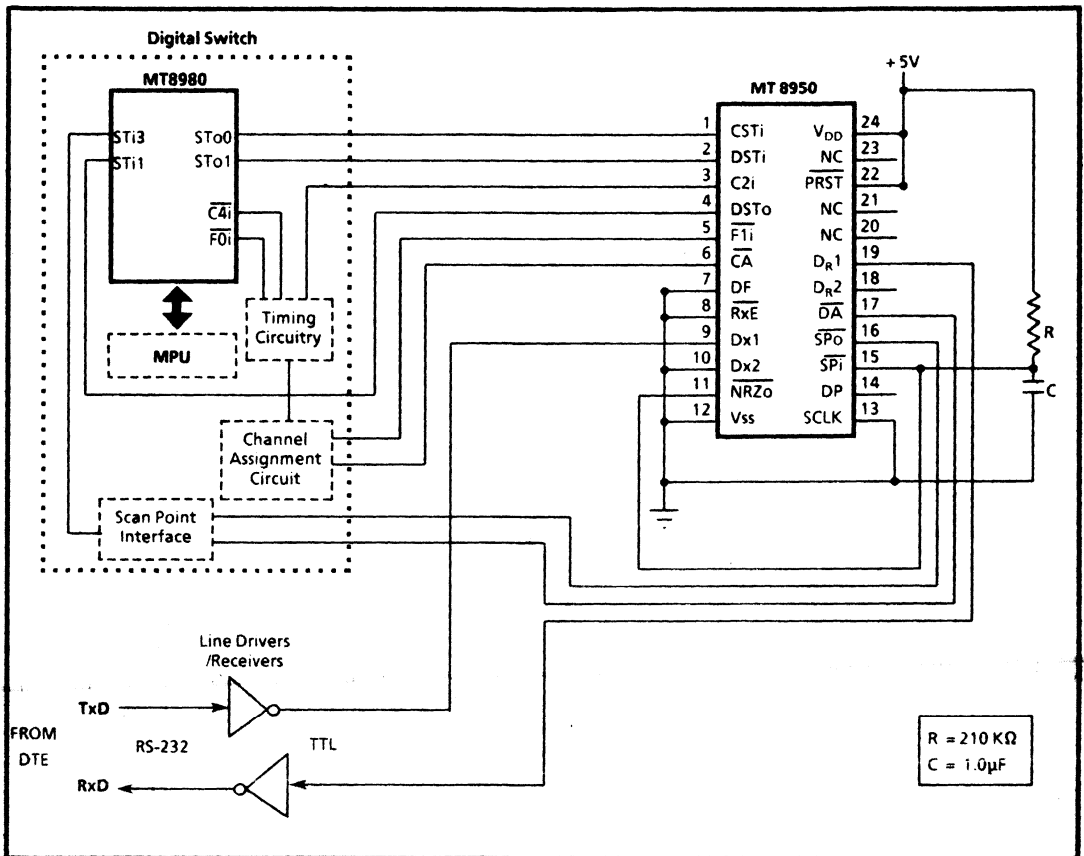 Digital Switch
MT8980
STi3
STi1
STo0
STo1
C4i
F0i
MPU
Timing
Circuitry
Channel
Assignment
Circuit
Scan Point
Interface
+ 5V
MT 8950
1 CSTi
2 DSTi
3 C2i
4 DSTo
5 F1i
6 CA
7 DF
8 RxE
9 Dx1
10 Dx2
11 NRZo
12 Vss
VDD 24
NC 23
PRST 22
NC 21
NC 20
DR1 19
DR2 18
DA 17
SPo 16
SPi 15
DP 14
SCLK 13
R
C
Line Drivers
/Receivers
TxD
FROM
DTE
RS-232
TTL
RxD
R = 210 KΩ
C = 1.0µF